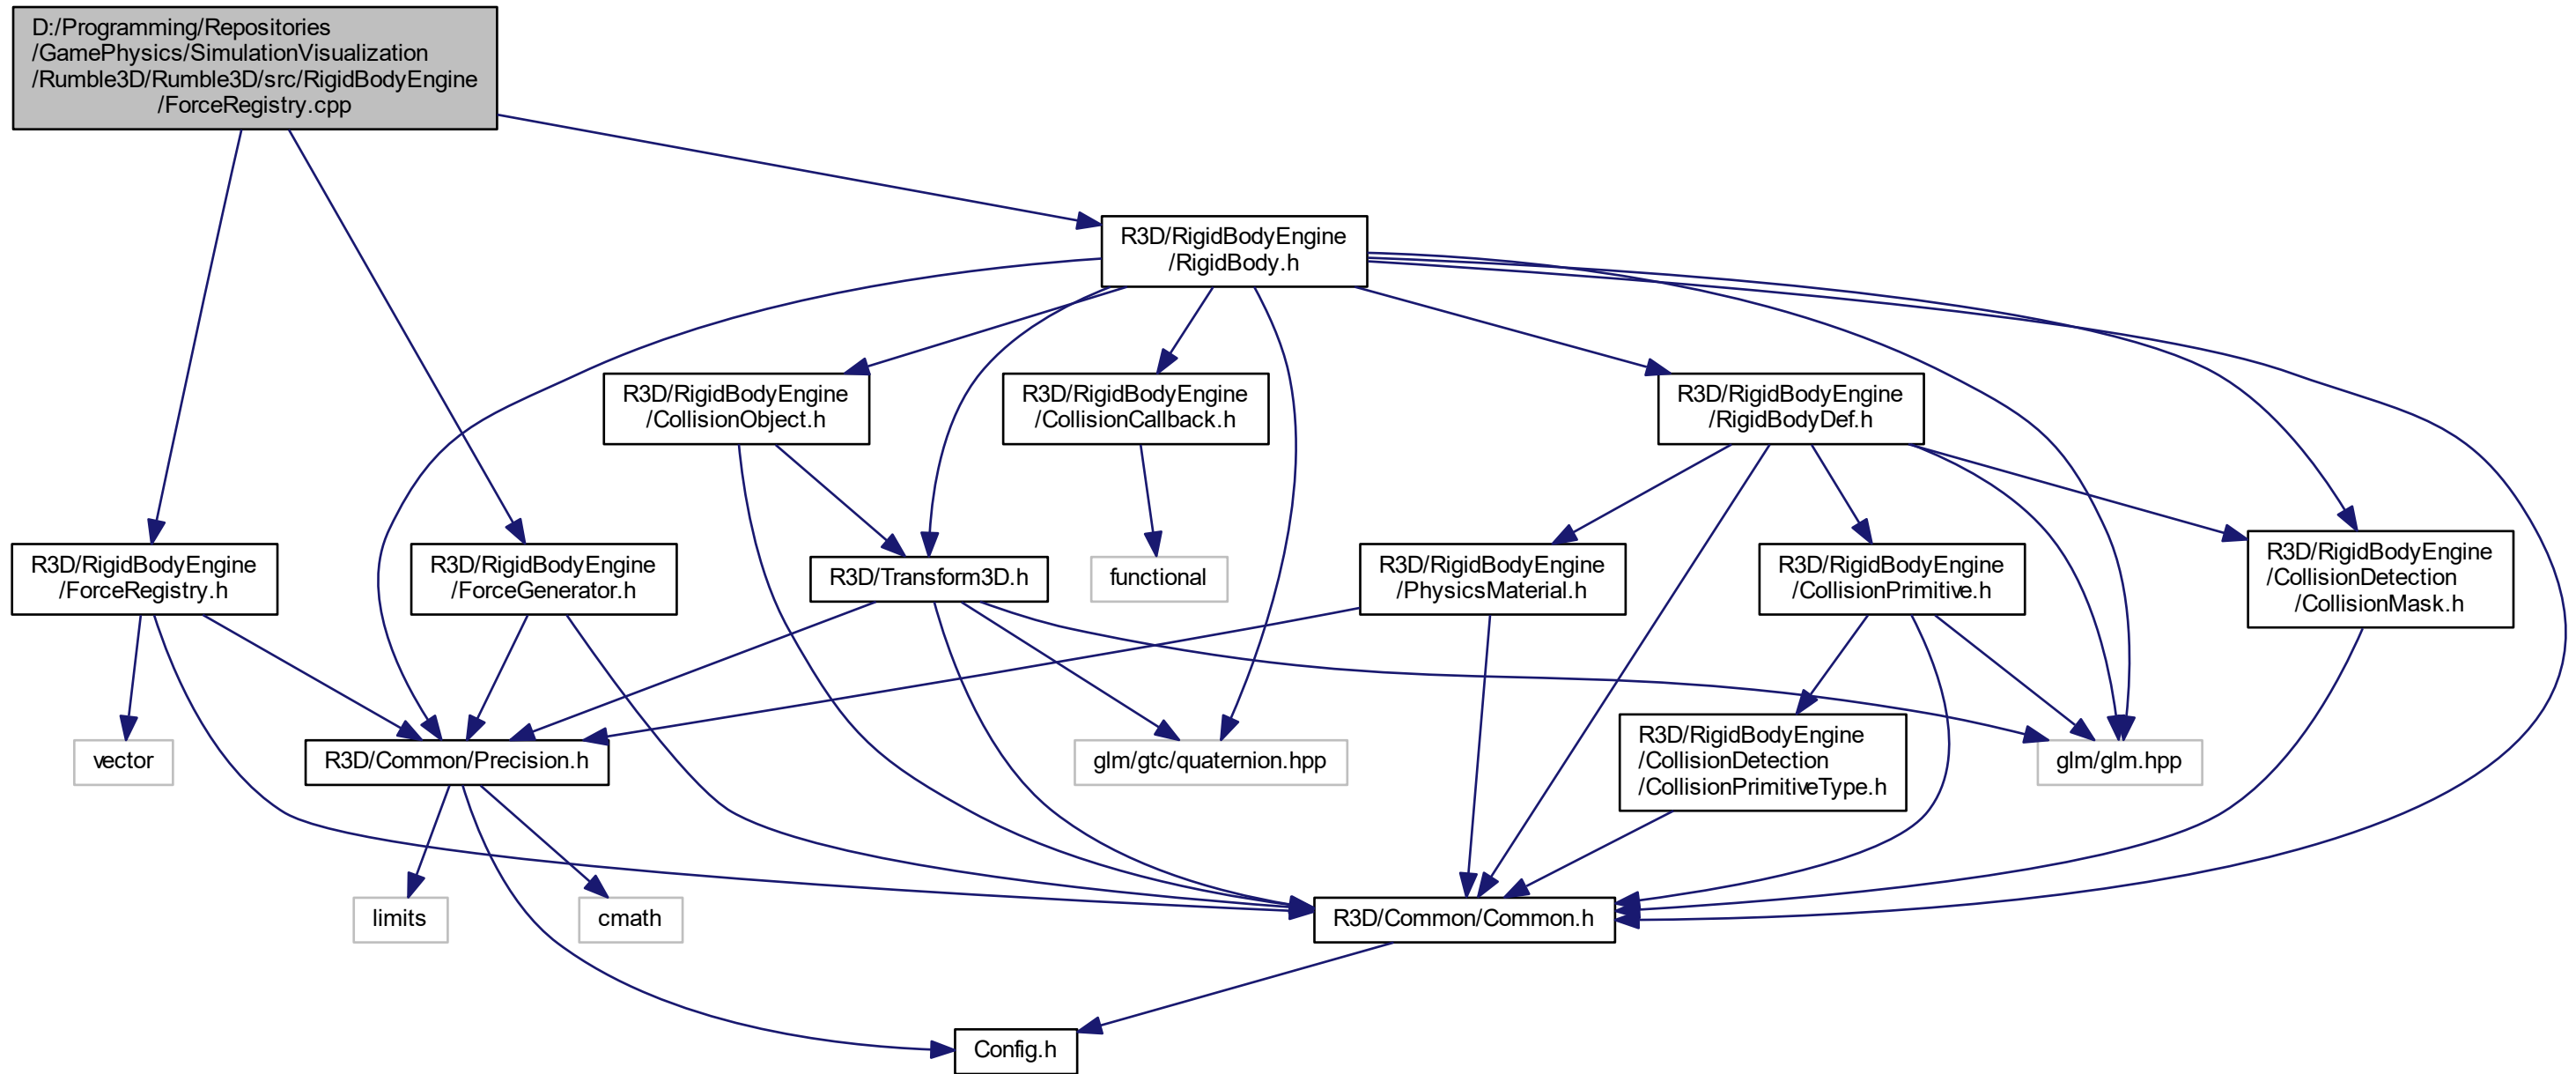 D:/Programming/Repositories
/GamePhysics/SimulationVisualization
/Rumble3D/Rumble3D/src/RigidBodyEngine
/ForceRegistry.cpp
R3D/RigidBodyEngine
/RigidBody.h
R3D/RigidBodyEngine
/CollisionObject.h
R3D/RigidBodyEngine
/CollisionCallback.h
R3D/RigidBodyEngine
/RigidBodyDef.h
R3D/RigidBodyEngine
/ForceRegistry.h
R3D/RigidBodyEngine
/ForceGenerator.h
R3D/Transform3D.h
functional
R3D/RigidBodyEngine
/PhysicsMaterial.h
R3D/RigidBodyEngine
/CollisionPrimitive.h
R3D/RigidBodyEngine
/CollisionDetection
/CollisionMask.h
vector
R3D/Common/Precision.h
glm/gtc/quaternion.hpp
R3D/RigidBodyEngine
/CollisionDetection
/CollisionPrimitiveType.h
glm/glm.hpp
limits
cmath
R3D/Common/Common.h
Config.h